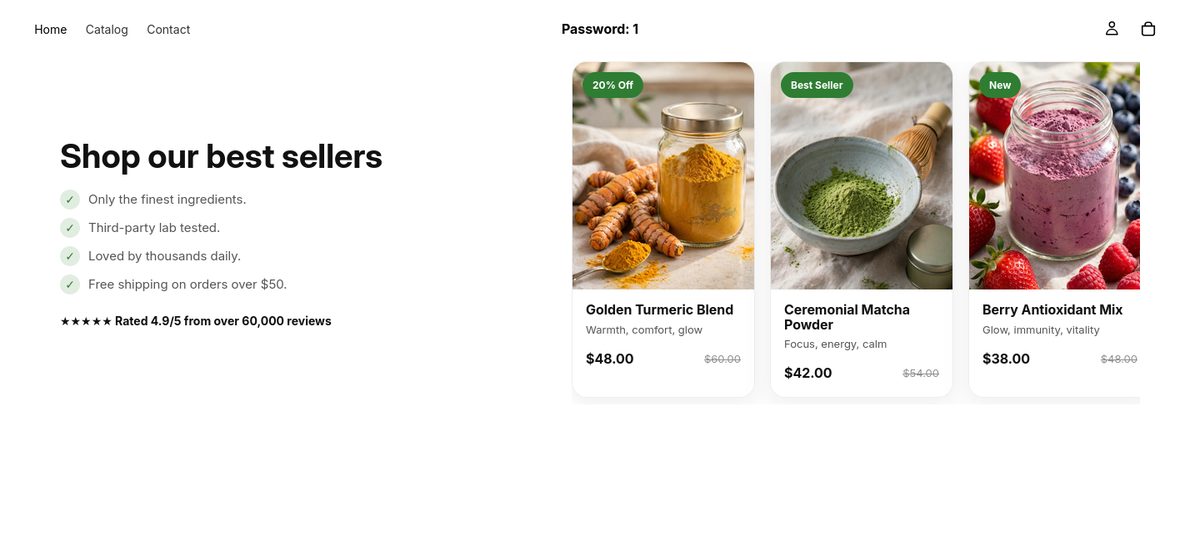 Home Catalog Contact
Password: 1
Shop our best sellers
✓ Only the finest ingredients.
✓ Third-party lab tested.
✓ Loved by thousands daily.
✓ Free shipping on orders over $50.
★★★★★ Rated 4.9/5 from over 60,000 reviews
20% Off
Golden Turmeric Blend
Warmth, comfort, glow
$48.00 $60.00
Best Seller
Ceremonial Matcha
Powder
Focus, energy, calm
$42.00 $54.00
New
Berry Antioxidant Mix
Glow, immunity, vitality
$38.00 $48.00